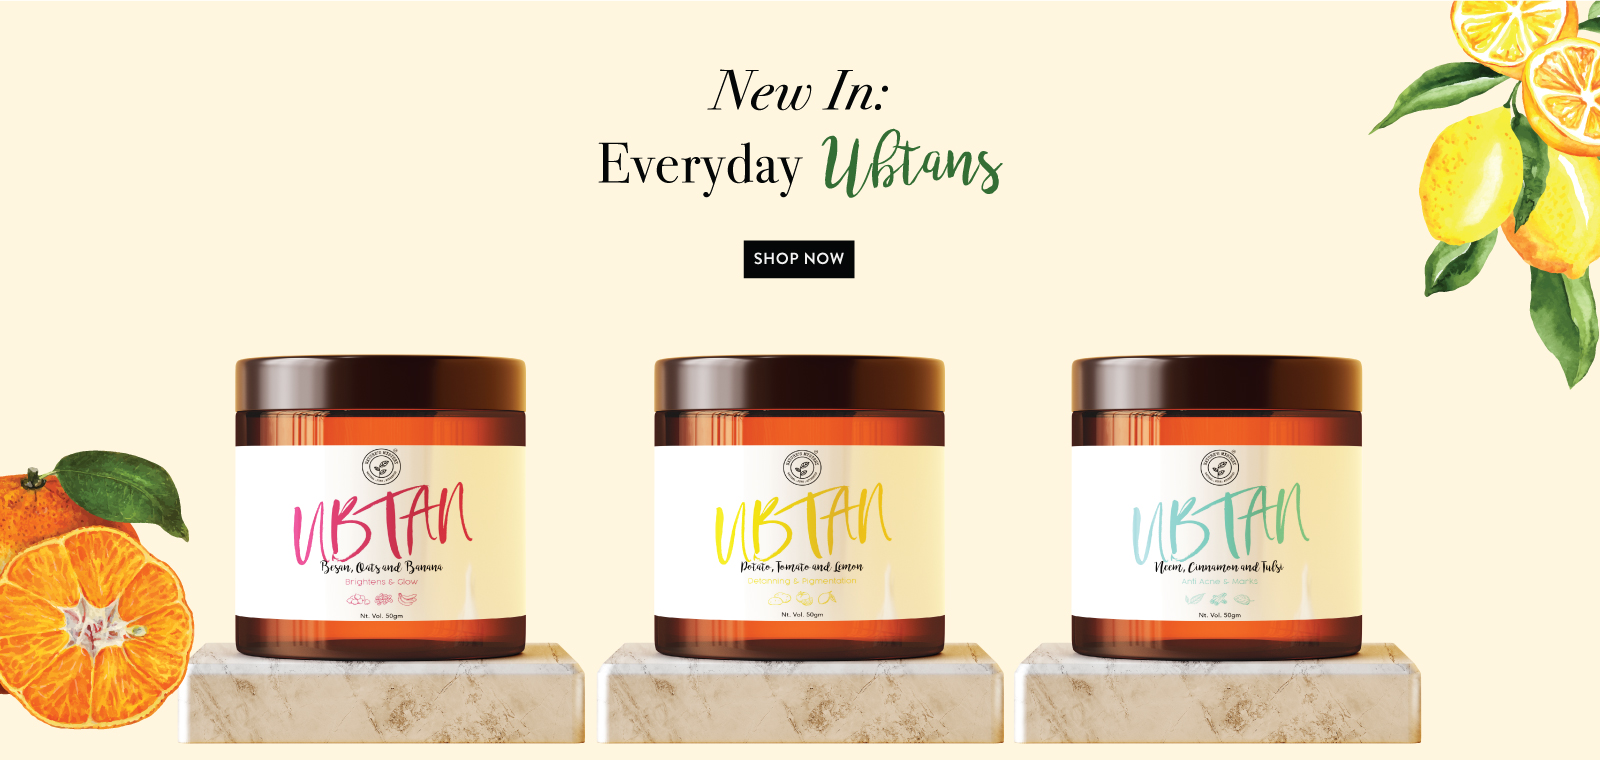 New In:
Everyday Ubtans
SHOP NOW
UBTAN
Besan, Oats and Banana
Brightens & Glow
Nt. Vol. 50gm
UBTAN
Potato, Tomato and Lemon
Detanning & Pigmentation
Nt. Vol. 50gm
UBTAN
Neem, Cinnamon and Tulsi
Anti Acne & Marks
Nt. Vol. 50gm